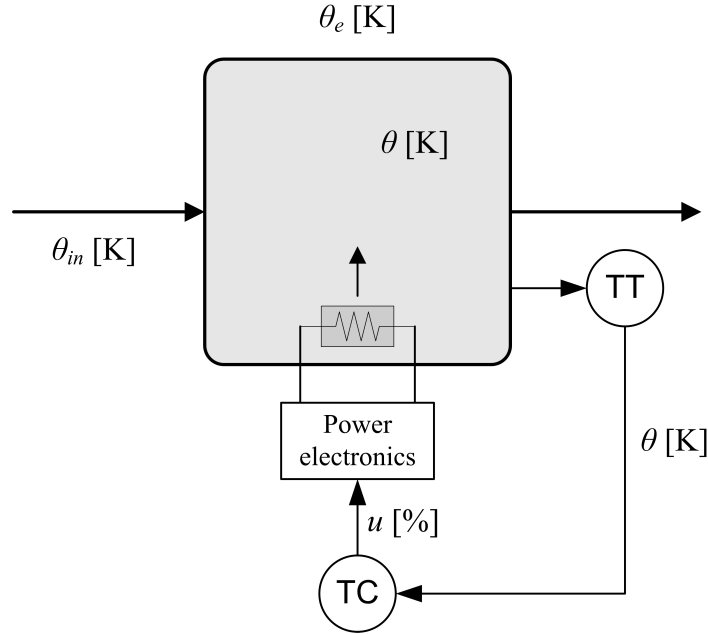 θe [K]
θ [K]
θin [K]
TT
Power
electronics
θ [K]
u [%]
TC